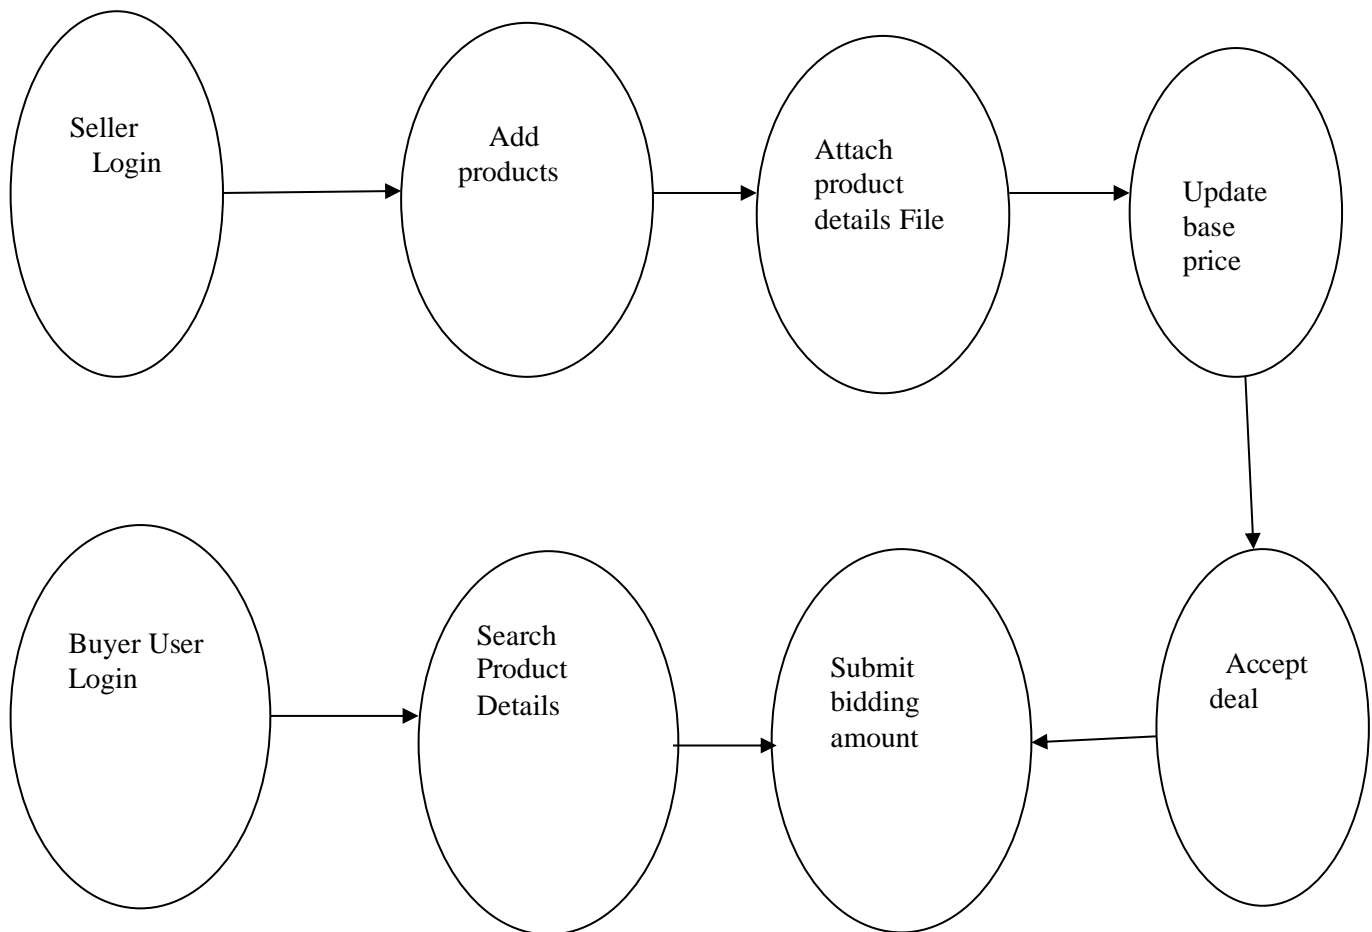 Seller
Login
Add
products
Attach
product
details File
Update
base
price
Buyer User
Login
Search
Product
Details
Submit
bidding
amount
Accept
deal